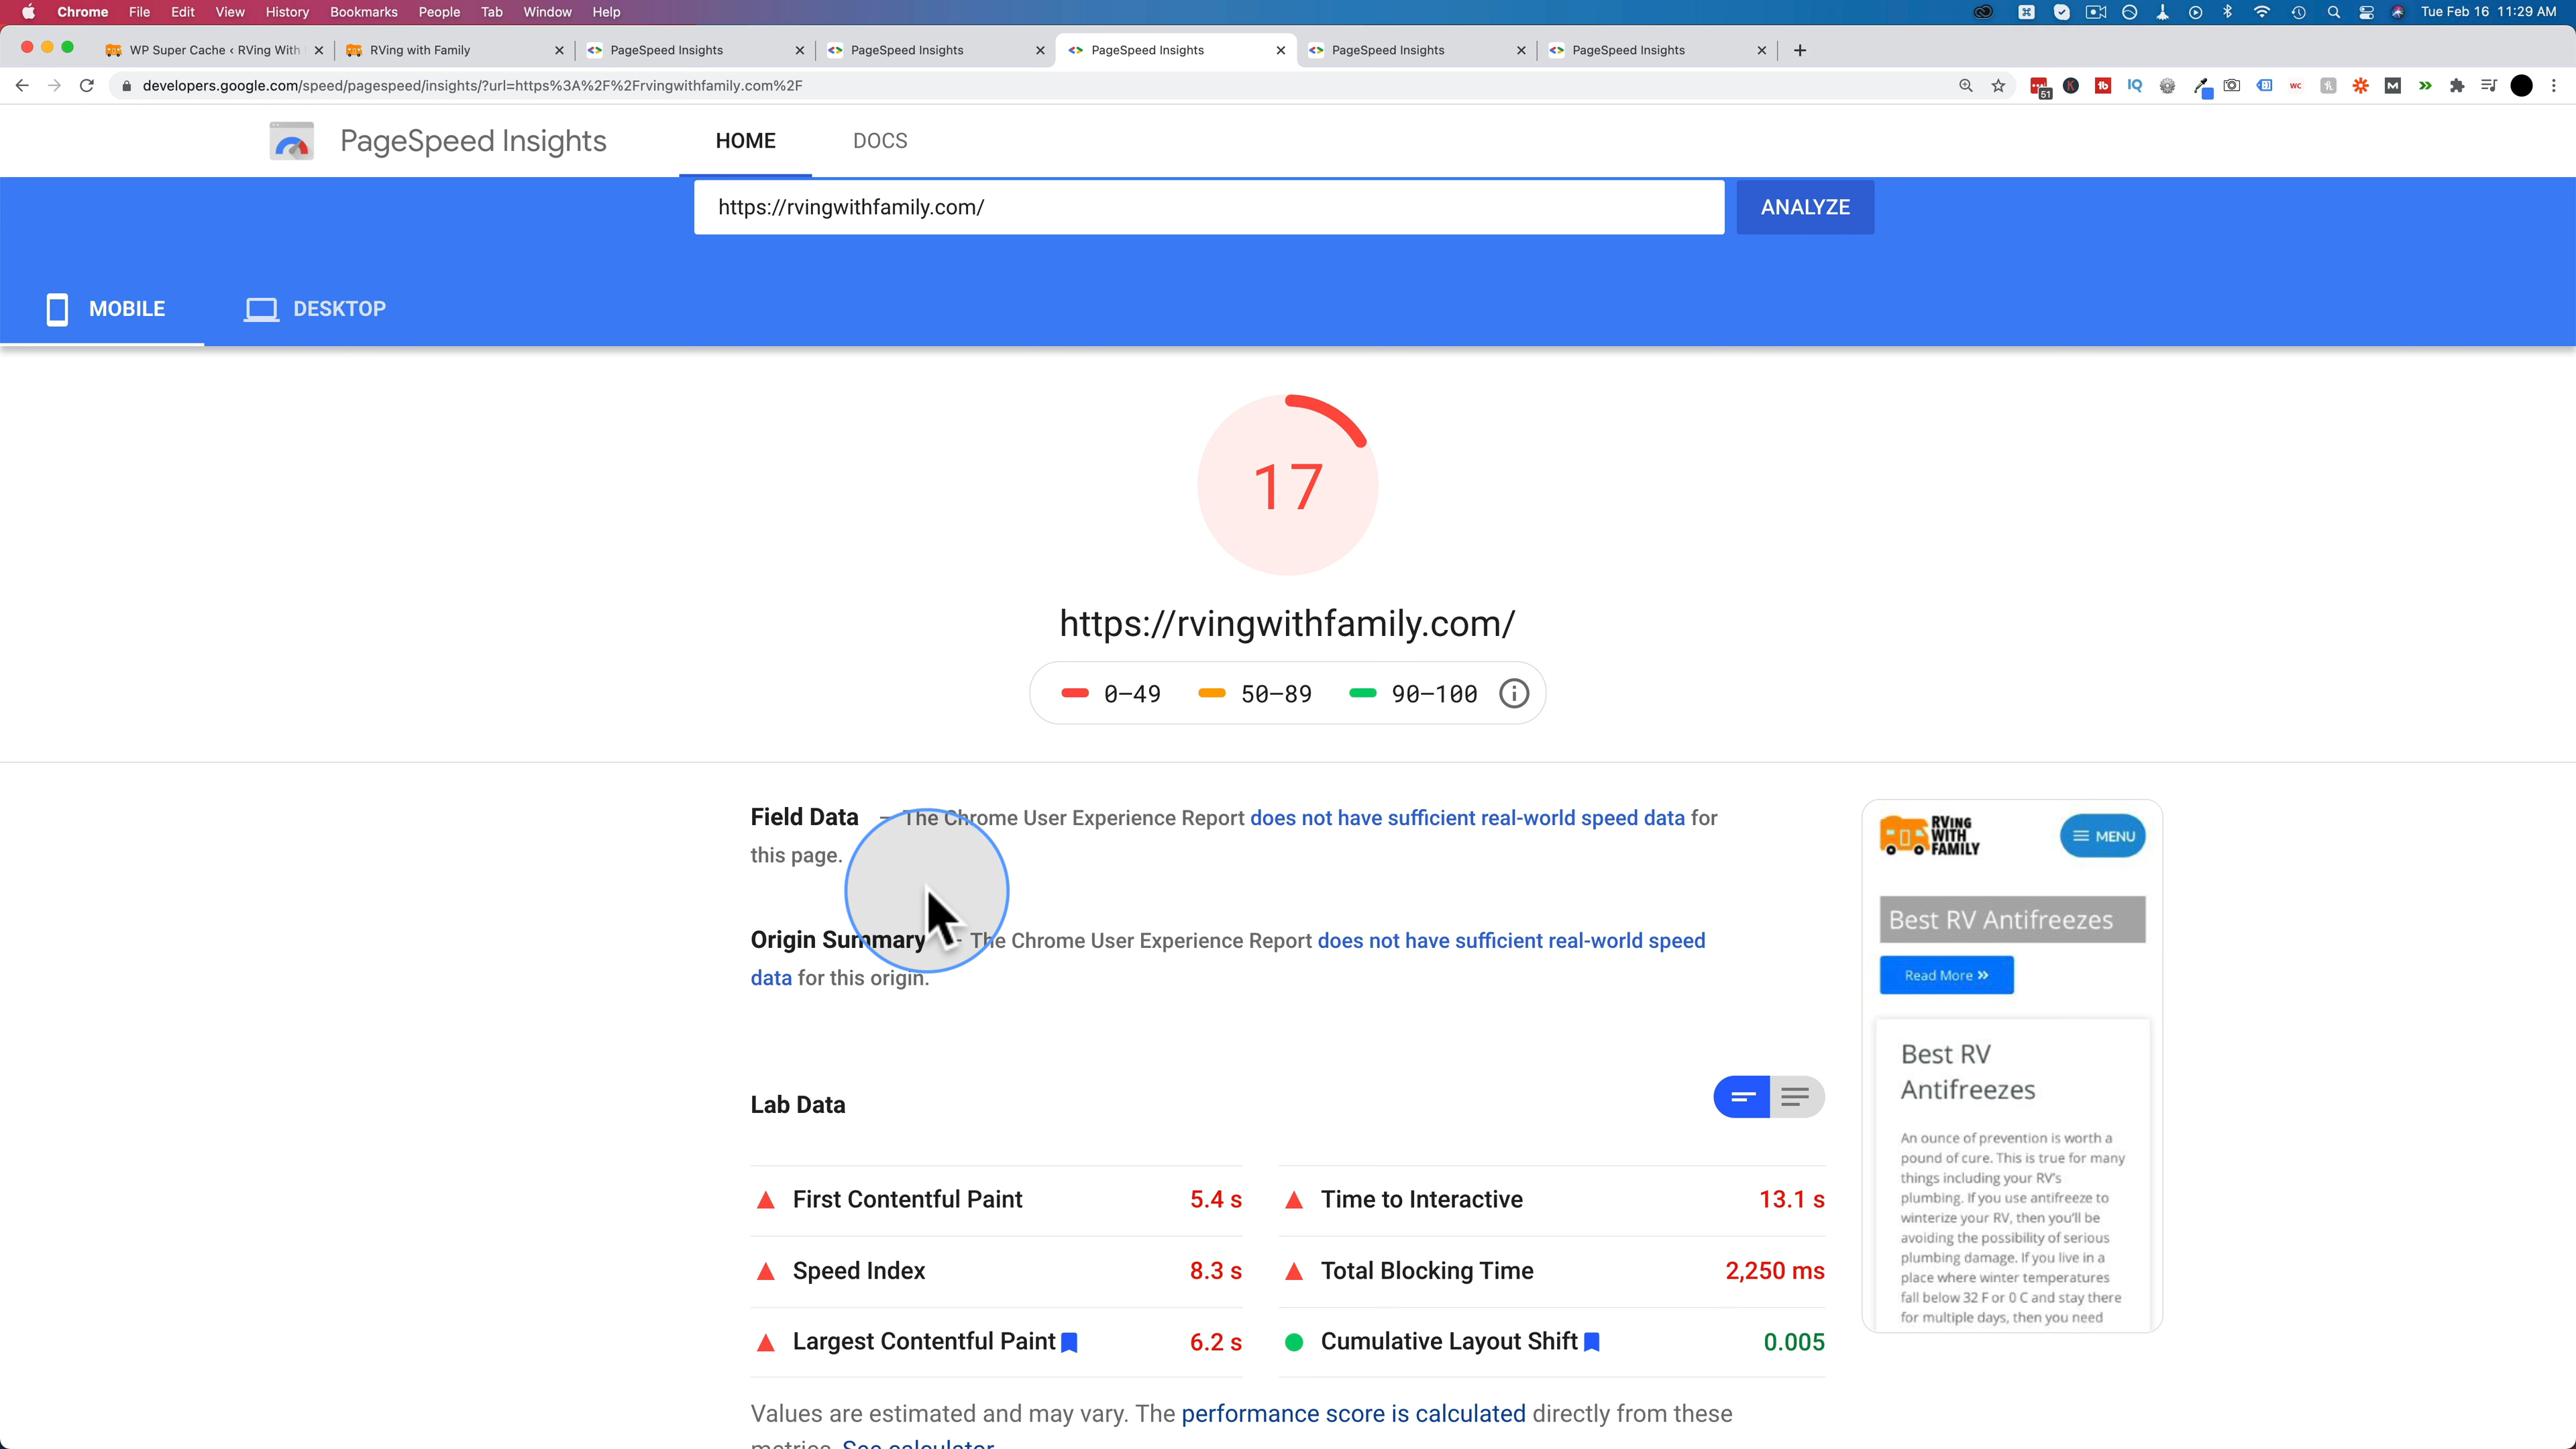 Chrome File Edit View History Bookmarks People Tab Window Help Tue Feb 16 11:29 AM
WP Super Cache ‹ RVing With RVing with Family PageSpeed Insights PageSpeed Insights PageSpeed Insights PageSpeed Insights PageSpeed Insights
developers.google.com/speed/pagespeed/insights/?url=https%3A%2F%2Frvingwithfamily.com%2F 51 K tb IQ WC M
PageSpeed Insights HOME DOCS
https://rvingwithfamily.com/ ANALYZE
MOBILE DESKTOP
17
https://rvingwithfamily.com/
0–49 50–89 90–100
Field Data — The Chrome User Experience Report does not have sufficient real-world speed data for
this page.
Origin Summary — The Chrome User Experience Report does not have sufficient real-world speed
data for this origin.
Lab Data
First Contentful Paint 5.4 s Time to Interactive 13.1 s
Speed Index 8.3 s Total Blocking Time 2,250 ms
Largest Contentful Paint 6.2 s Cumulative Layout Shift 0.005
Values are estimated and may vary. The performance score is calculated directly from these
metrics. See calculator.
RVING
WITH
FAMILY
MENU
Best RV Antifreezes
Read More »
Best RV
Antifreezes
An ounce of prevention is worth a
pound of cure. This is true for many
things including your RV's
plumbing. If you use antifreeze to
winterize your RV, then you'll be
avoiding the possibility of serious
plumbing damage. If you live in a
place where winter temperatures
fall below 32 F or 0 C and stay there
for multiple days, then you need